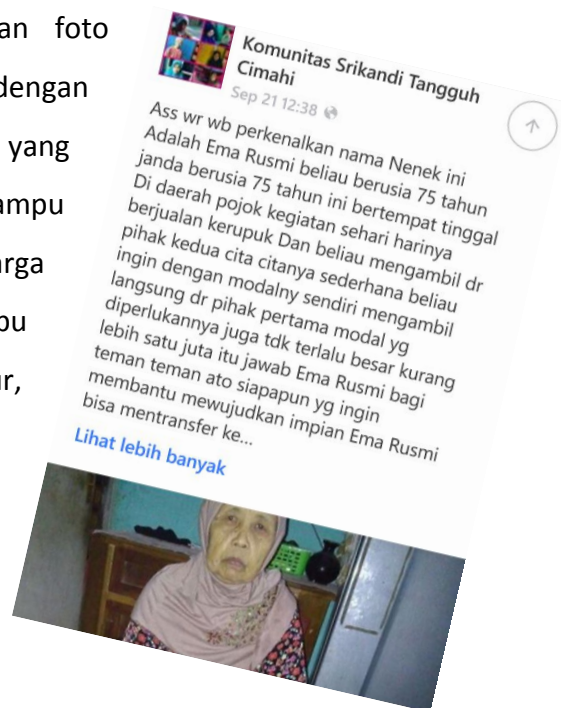 an foto
dengan
yang
ampu
arga
Komunitas Srikandi Tangguh
Cimahi
Sep 21 12:38
Ass wr wb perkenalkan nama Nenek ini
Adalah Ema Rusmi beliau berusia 75 tahun
janda berusia 75 tahun ini bertempat tinggal
Di daerah pojok kegiatan sehari harinya
berjualan kerupuk Dan beliau mengambil dr
pihak kedua cita citanya sederhana beliau
ingin dengan modalny sendiri mengambil
langsung dr pihak pertama modal yg
diperlukannya juga tdk terlalu besar kurang
lebih satu juta itu jawab Ema Rusmi bagi
teman teman ato siapapun yg ingin
membantu mewujudkan impian Ema Rusmi
bisa mentransfer ke...
Lihat lebih banyak